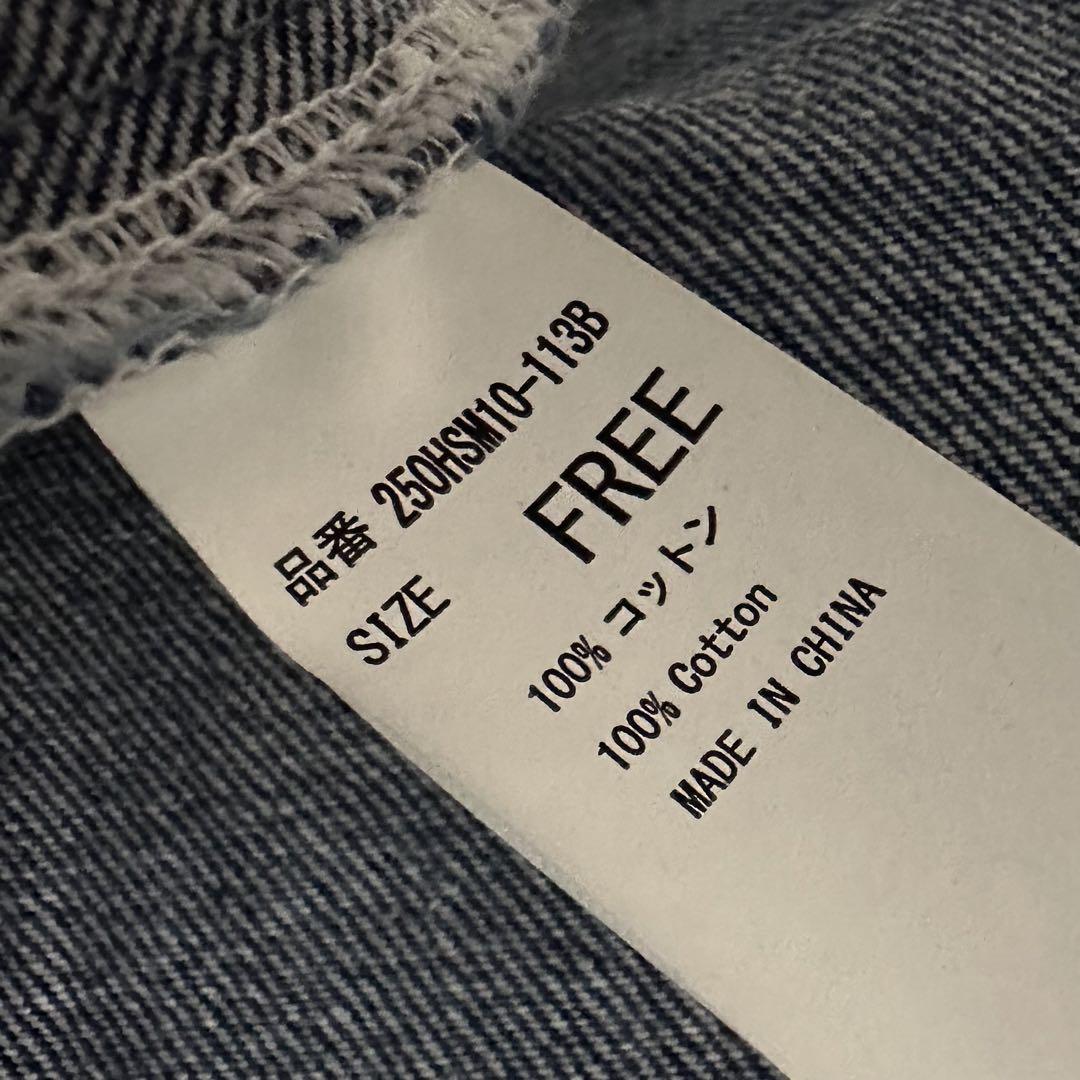 品番 250HSM10-113B
SIZE FREE
100% コットン
100% Cotton
MADE IN CHINA